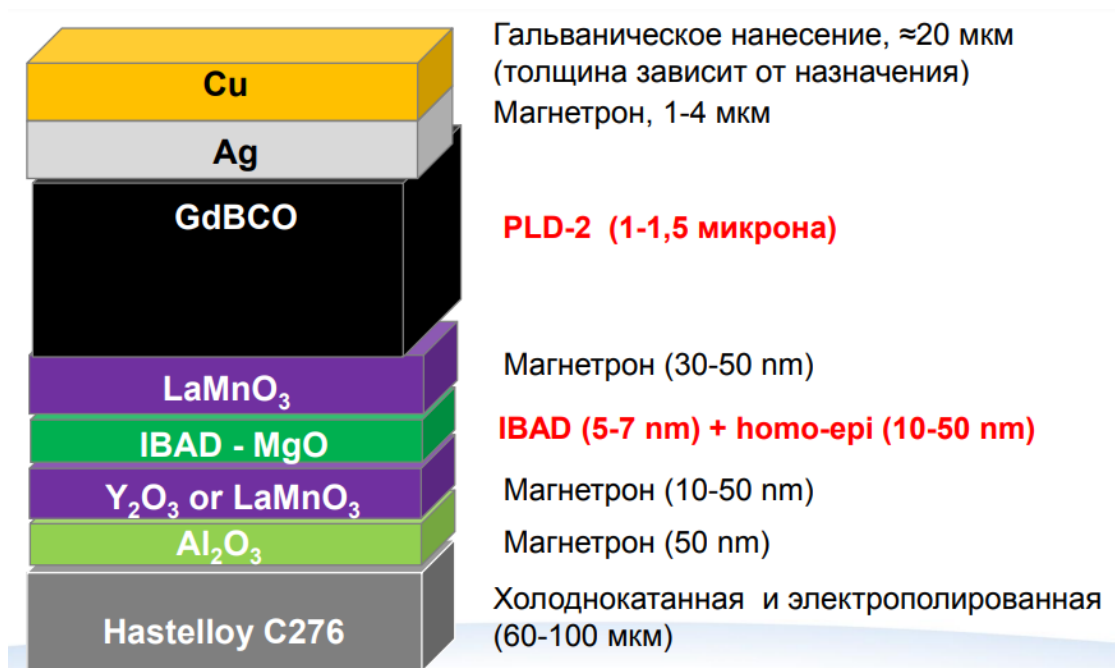 Гальваническое нанесение, ≈20 мкм
(толщина зависит от назначения)
Cu
Магнетрон, 1-4 мкм
Ag
GdBCO
PLD-2 (1-1,5 микрона)
Магнетрон (30-50 nm)
LaMnO₃
IBAD (5-7 nm) + homo-epi (10-50 nm)
IBAD - MgO
Магнетрон (10-50 nm)
Y₂O₃ or LaMnO₃
Магнетрон (50 nm)
Al₂O₃
Холоднокатанная и электрополированная
(60-100 мкм)
Hastelloy C276